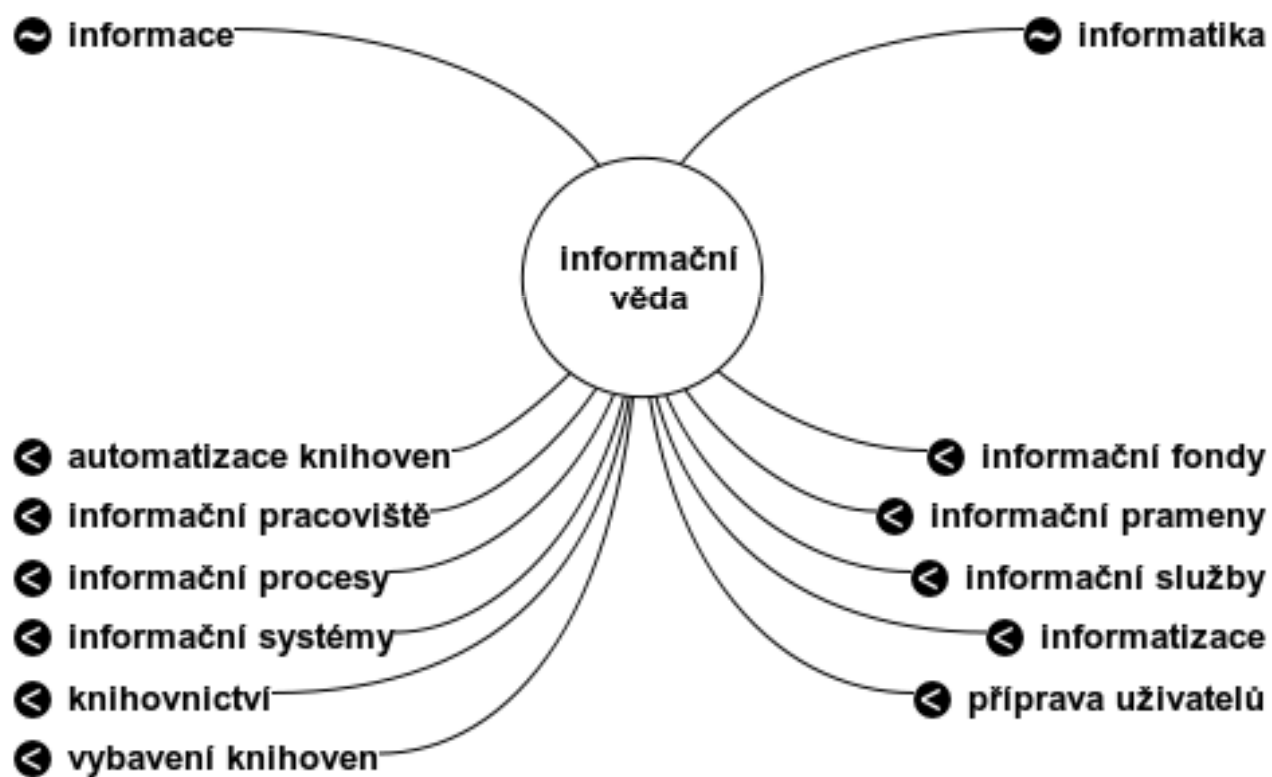 ~ informace
~ informatika
informační
věda
< automatizace knihoven
< informační pracoviště
< informační procesy
< informační systémy
< knihovnictví
< vybavení knihoven
< informační fondy
< informační prameny
< informační služby
< informatizace
< příprava uživatelů